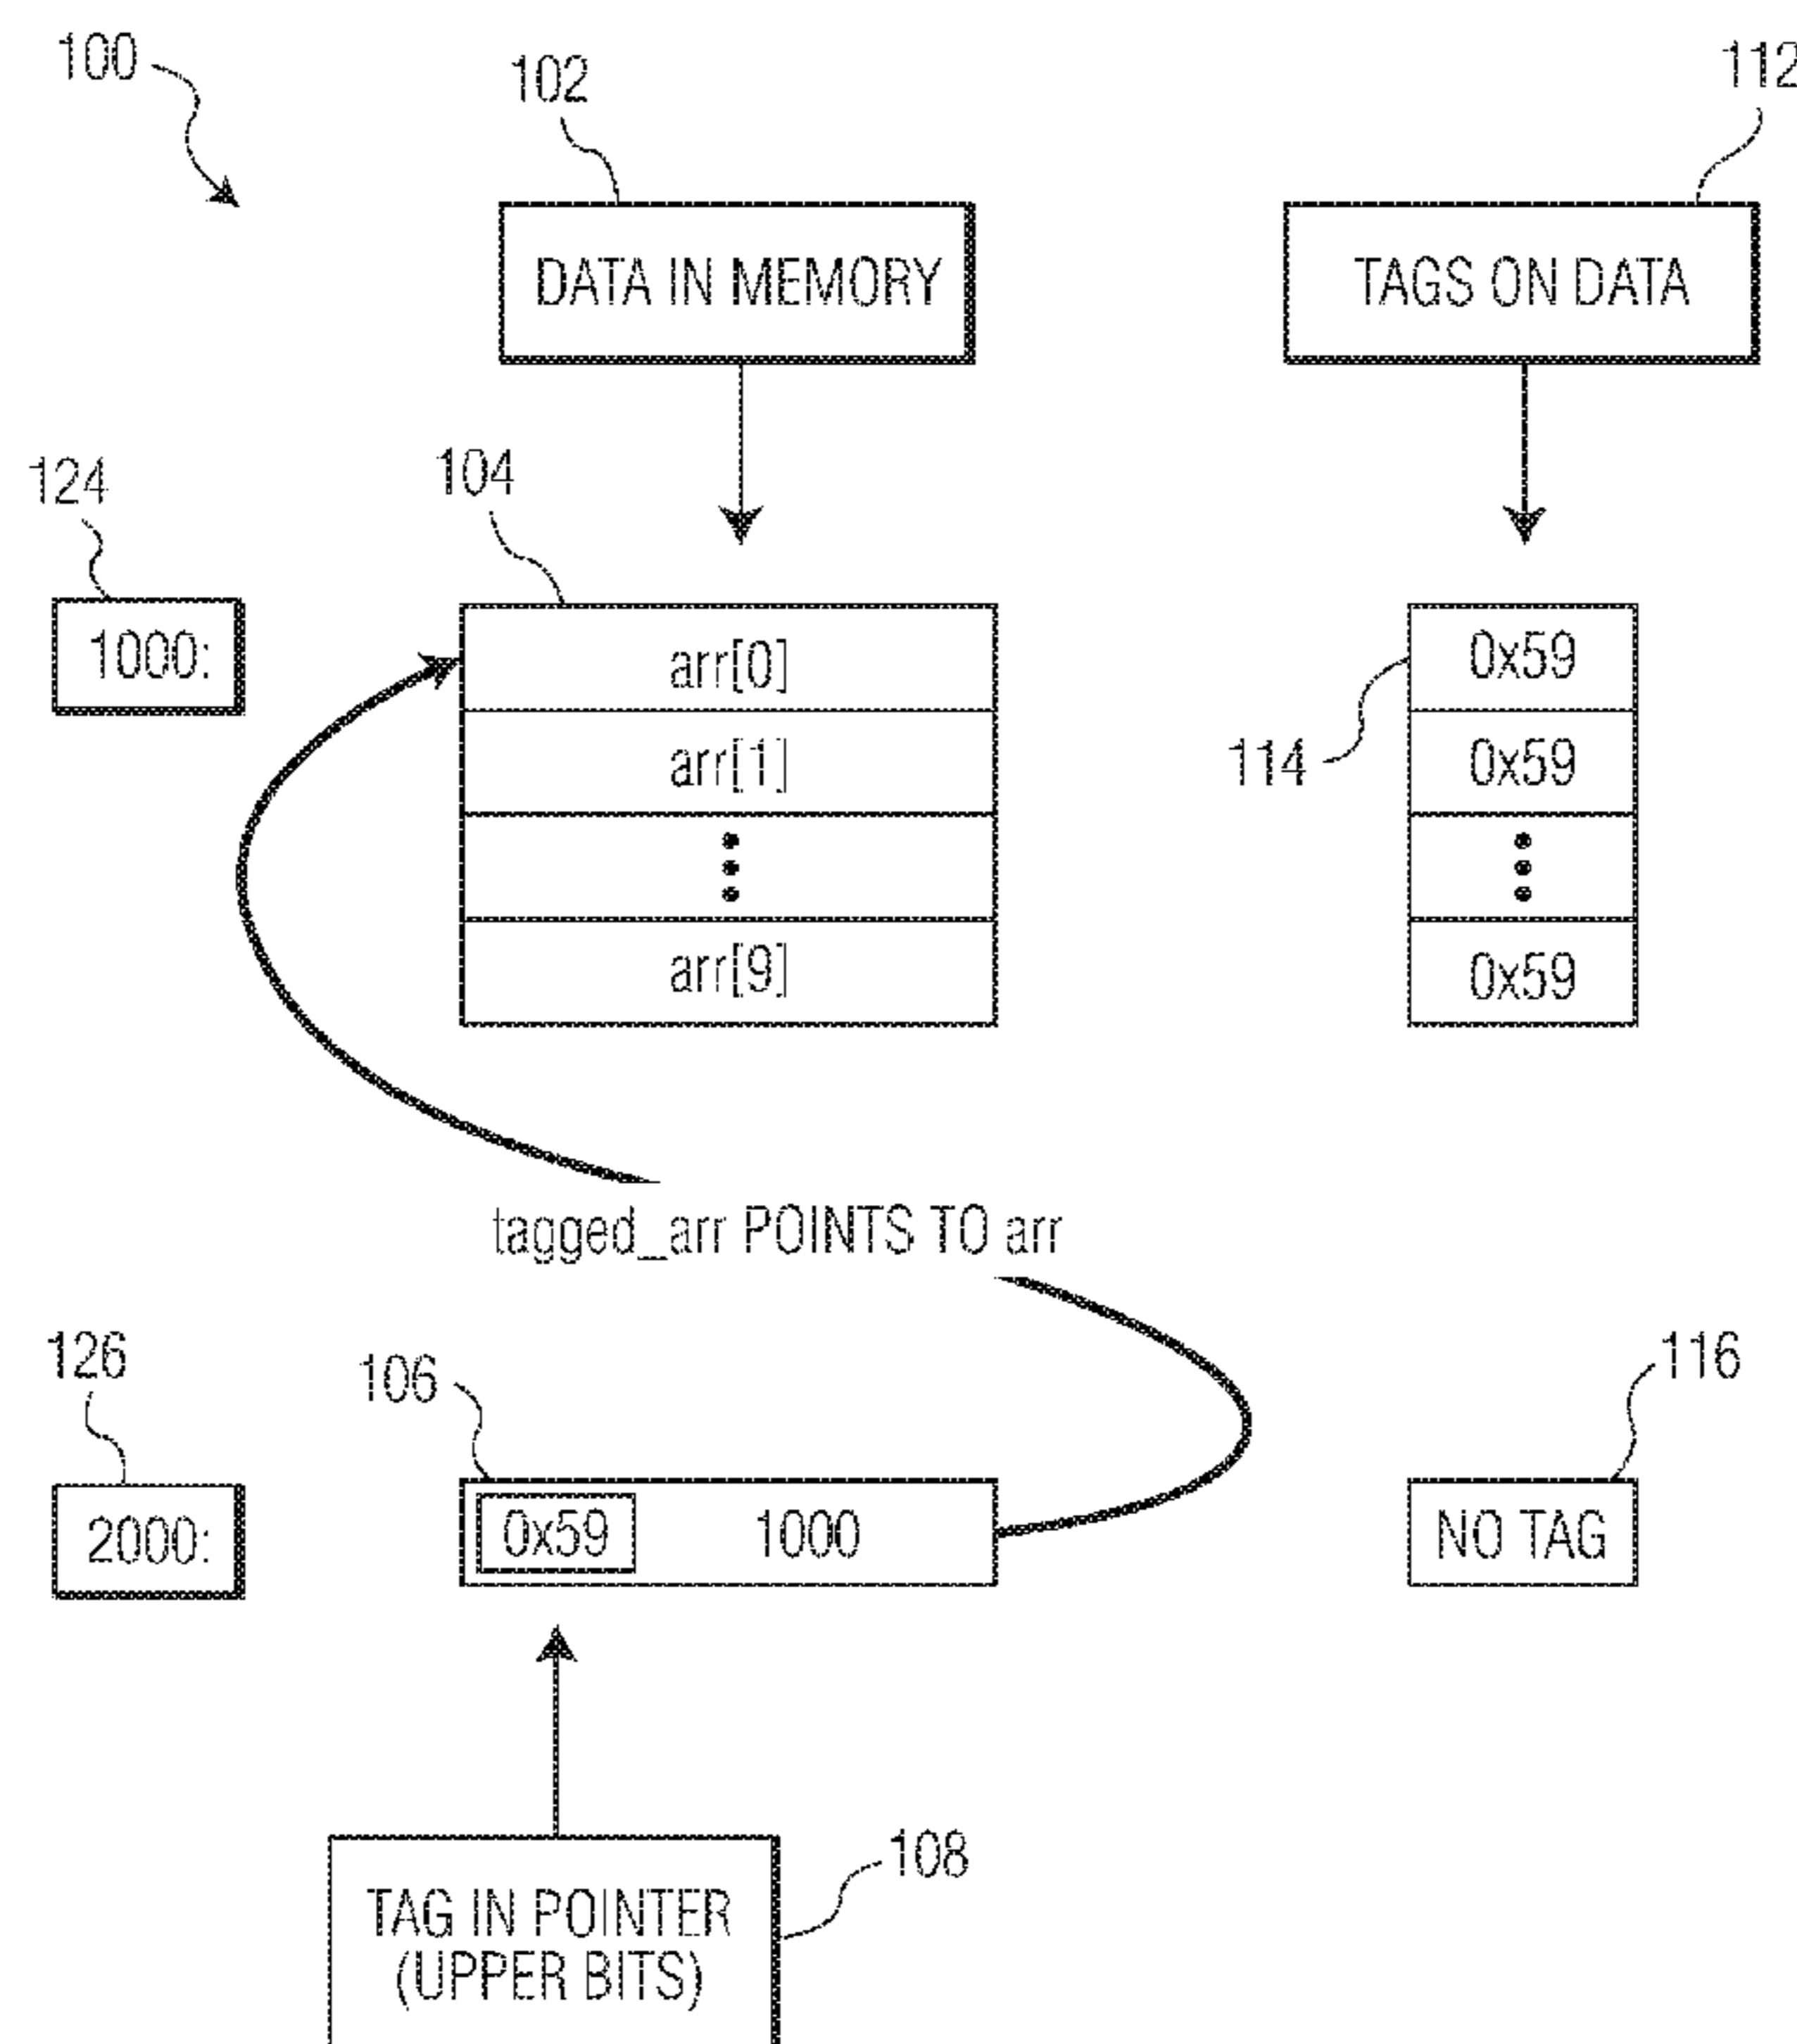 100
102
112
DATA IN MEMORY
TAGS ON DATA
124
104
1000:
arr[0]
0x59
114
arr[1]
0x59
arr[9]
0x59
tagged_arr POINTS TO arr
126
106
116
2000:
0x59 1000
NO TAG
108
TAG IN POINTER
(UPPER BITS)